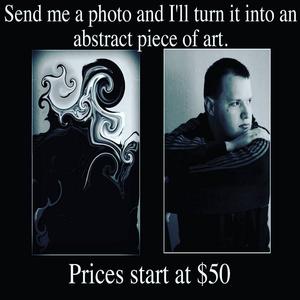 Send me a photo and I'll turn it into an
abstract piece of art.
Prices start at $50